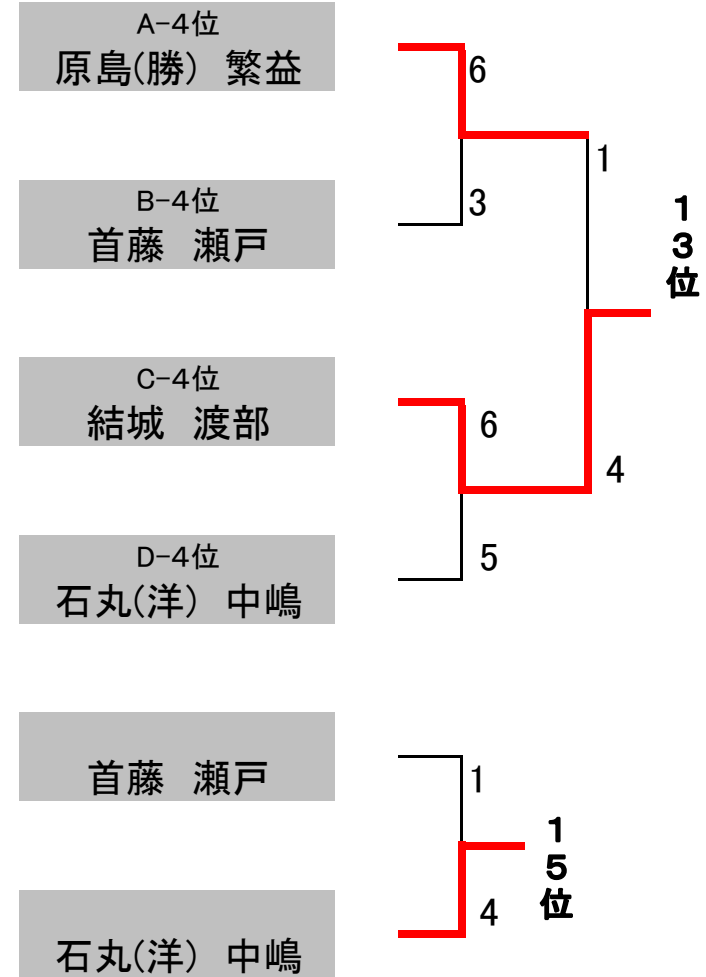 A-4位
原島(勝)　繁益
6
1
B-4位
首藤　瀬戸
3
13位
C-4位
結城　渡部
6
4
D-4位
石丸(洋)　中嶋
5
首藤　瀬戸
1
15位
4
石丸(洋)　中嶋